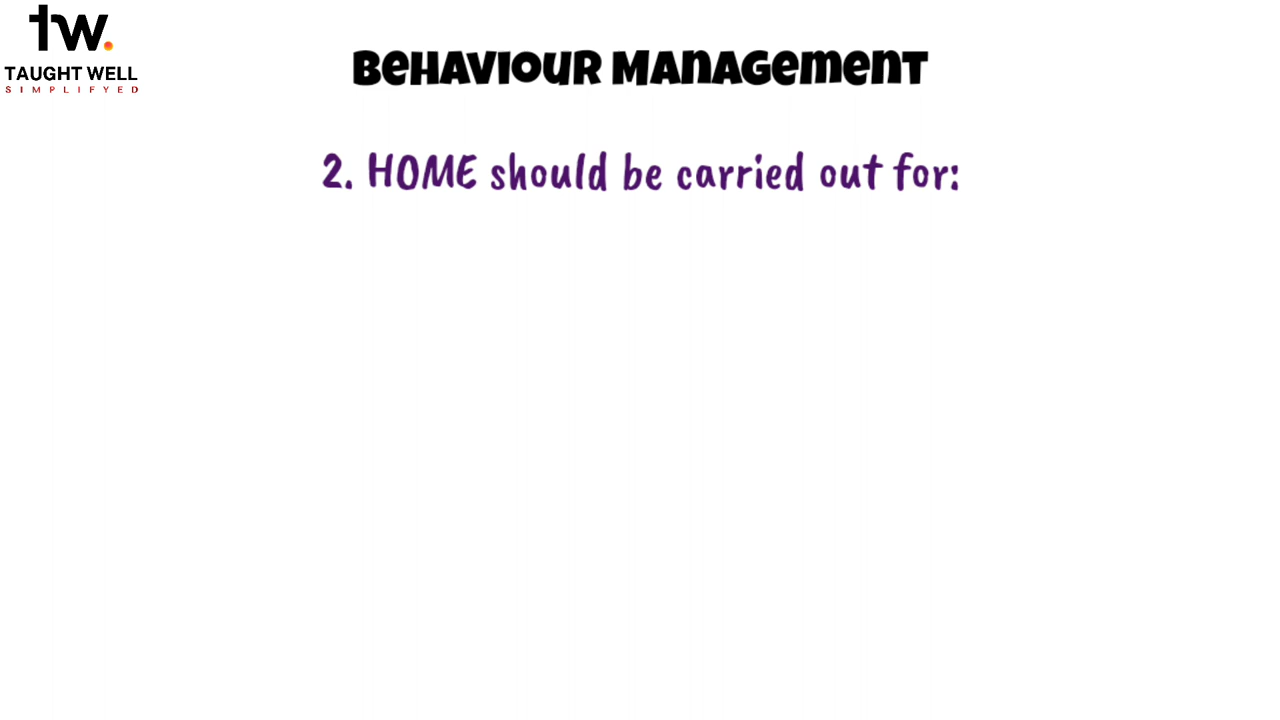 tw.
TAUGHT WELL
SIMPLIFYED
Behaviour Management
2. HOME should be carried out for: